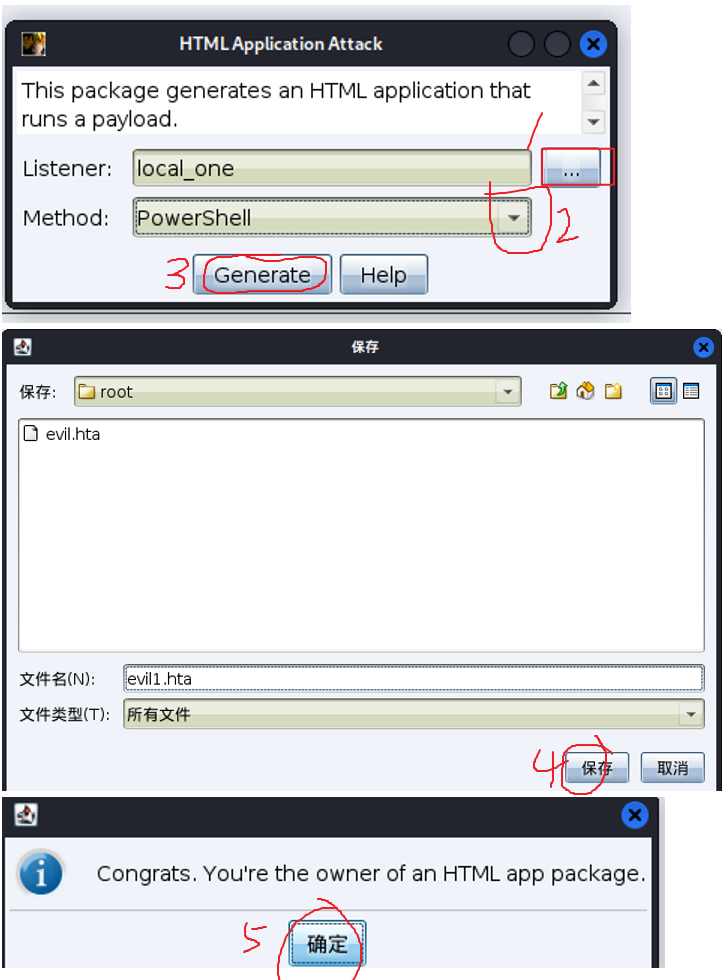 HTML Application Attack
This package generates an HTML application that
runs a payload.
Listener: local_one ... 1
Method: PowerShell 2
3 Generate Help
保存
保存: root
evil.hta
文件名(N): evil1.hta
文件类型(T): 所有文件
4 保存 取消
Congrats. You're the owner of an HTML app package.
5 确定